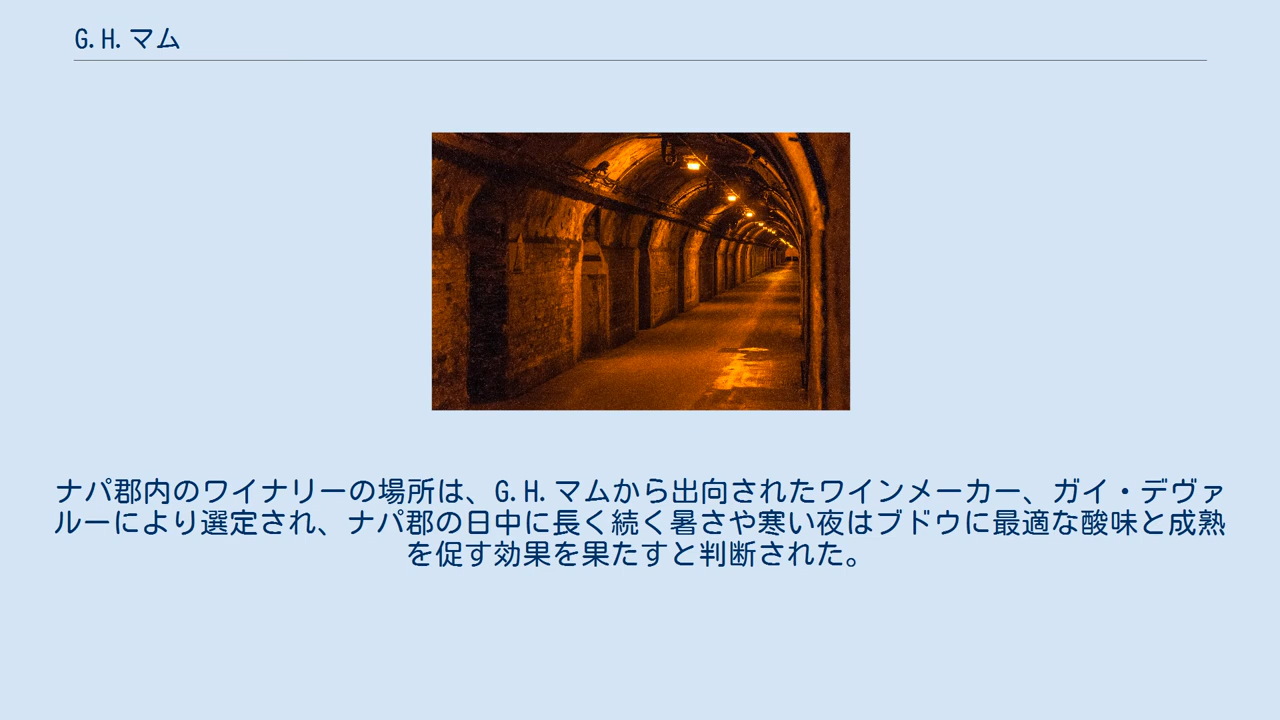 G.H.マム
ナパ郡内のワイナリーの場所は、G.H.マムから出向されたワインメーカー、ガイ・デヴァ
ルーにより選定され、ナパ郡の日中に長く続く暑さや寒い夜はブドウに最適な酸味と成熟
を促す効果を果たすと判断された。